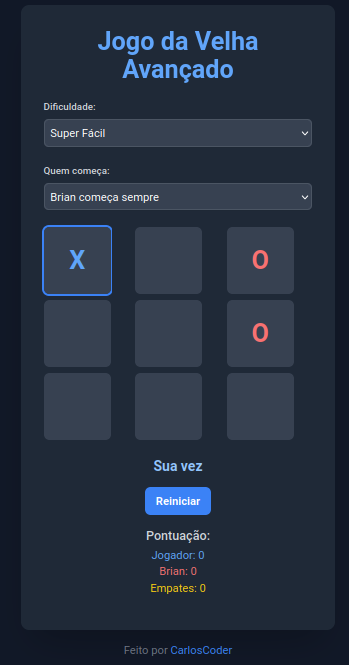 Jogo da Velha
Avançado
Dificuldade:
Super Fácil
Quem começa:
Brian começa sempre
X O
O
Sua vez
Reiniciar
Pontuação:
Jogador: 0
Brian: 0
Empates: 0
Feito por CarlosCoder